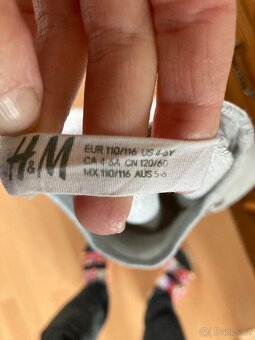 H&M
EUR 110/116 US 4-6Y
CA 4-6A CN 120/60
MX 110/116 AUS 5-6